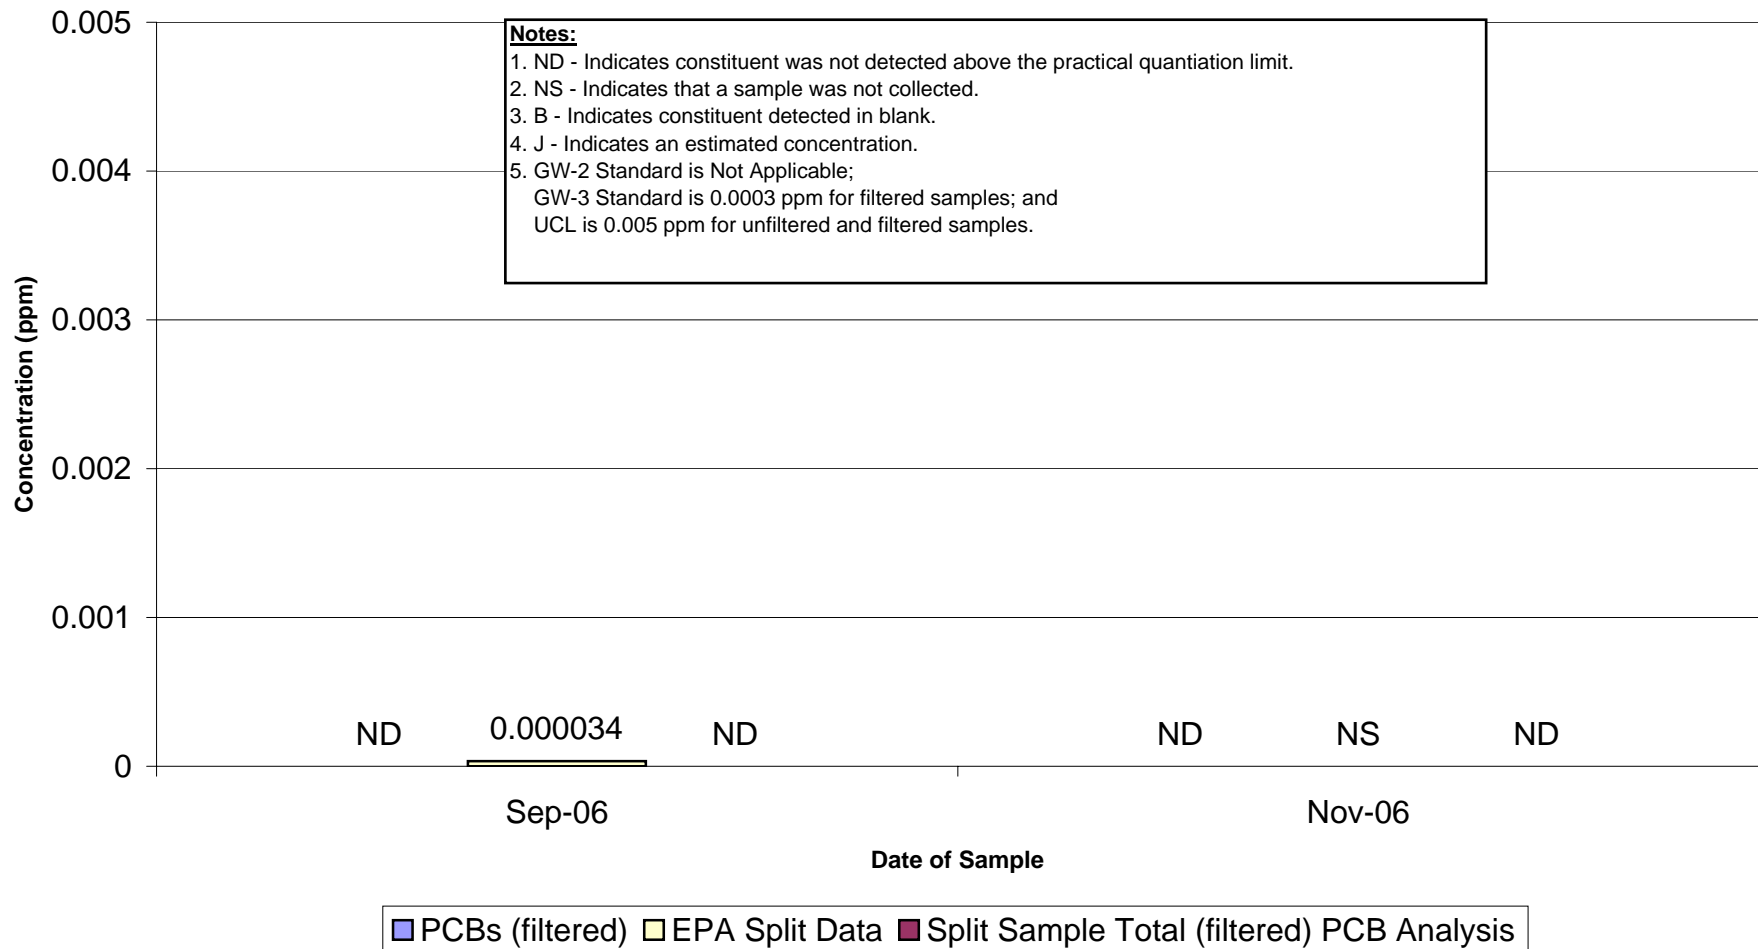 0.005
Notes:
1. ND - Indicates constituent was not detected above the practical quantiation limit.
2. NS - Indicates that a sample was not collected.
3. B - Indicates constituent detected in blank.
4. J - Indicates an estimated concentration.
5. GW-2 Standard is Not Applicable;
GW-3 Standard is 0.0003 ppm for filtered samples; and
UCL is 0.005 ppm for unfiltered and filtered samples.
0.004
0.003
0.002
0.001
0
Concentration (ppm)
ND 0.000034 ND ND NS ND
Sep-06 Nov-06
Date of Sample
PCBs (filtered) EPA Split Data Split Sample Total (filtered) PCB Analysis